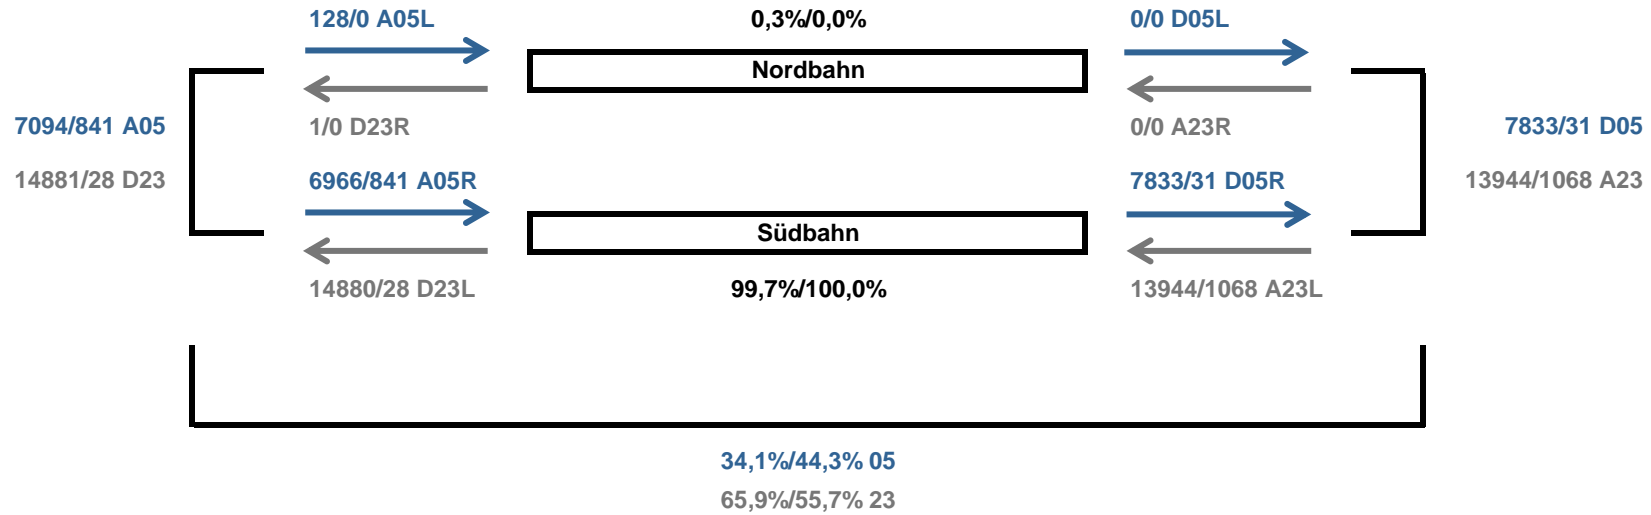 128/0 A05L
0,3%/0,0%
0/0 D05L
Nordbahn
7094/841 A05
1/0 D23R
0/0 A23R
7833/31 D05
14881/28 D23
6966/841 A05R
7833/31 D05R
13944/1068 A23
Südbahn
14880/28 D23L
99,7%/100,0%
13944/1068 A23L
34,1%/44,3% 05
65,9%/55,7% 23